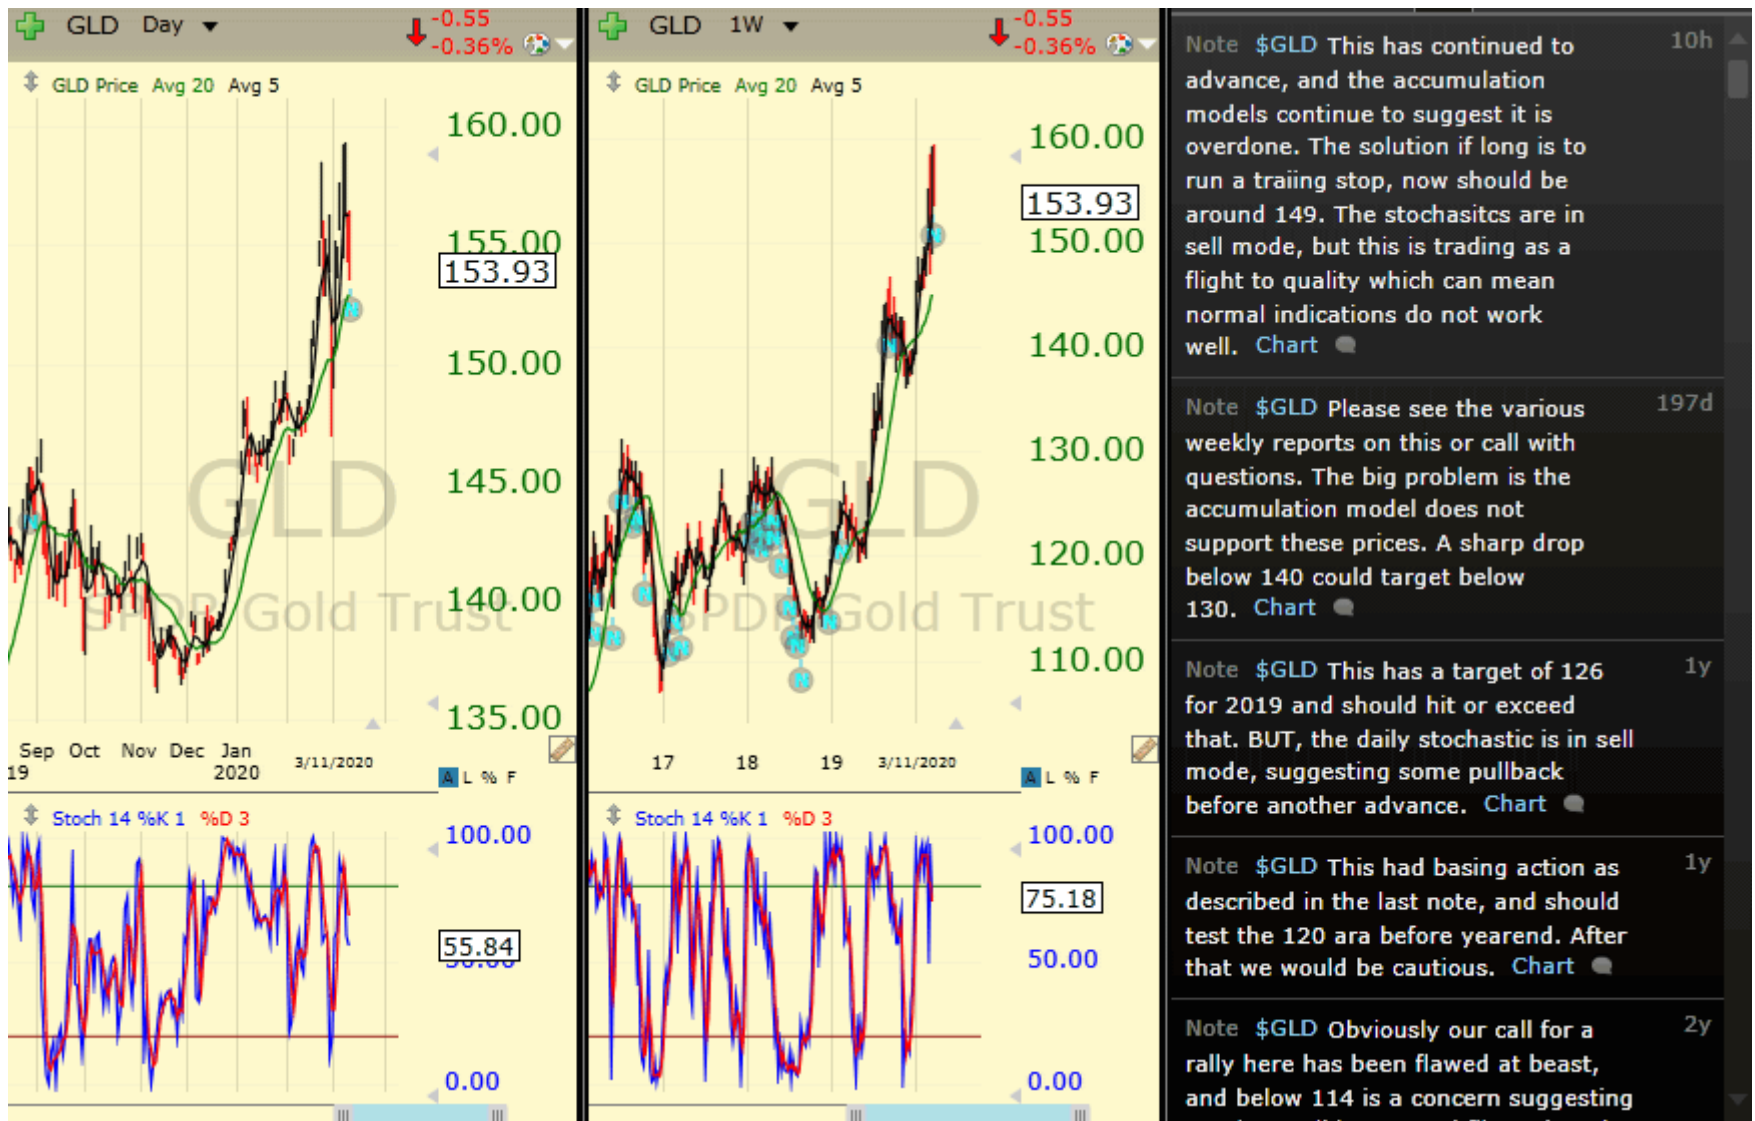 GLD Day
-0.55
-0.36%
GLD Price Avg 20 Avg 5
160.00
155.00
153.93
150.00
145.00
140.00
135.00
GLD
SPDR Gold Trust
Sep Oct Nov Dec Jan
19 2020 3/11/2020
A L % F
Stoch 14 %K 1 %D 3
100.00
55.84
50.00
0.00
GLD 1W
-0.55
-0.36%
GLD Price Avg 20 Avg 5
160.00
153.93
150.00
140.00
130.00
120.00
110.00
GLD
SPDR Gold Trust
17 18 19 3/11/2020
A L % F
Stoch 14 %K 1 %D 3
100.00
75.18
50.00
0.00
Note $GLD This has continued to 10h
advance, and the accumulation
models continue to suggest it is
overdone. The solution if long is to
run a traiing stop, now should be
around 149. The stochasitcs are in
sell mode, but this is trading as a
flight to quality which can mean
normal indications do not work
well. Chart
Note $GLD Please see the various 197d
weekly reports on this or call with
questions. The big problem is the
accumulation model does not
support these prices. A sharp drop
below 140 could target below
130. Chart
Note $GLD This has a target of 126 1y
for 2019 and should hit or exceed
that. BUT, the daily stochastic is in sell
mode, suggesting some pullback
before another advance. Chart
Note $GLD This had basing action as 1y
described in the last note, and should
test the 120 ara before yearend. After
that we would be cautious. Chart
Note $GLD Obviously our call for a 2y
rally here has been flawed at beast,
and below 114 is a concern suggesting